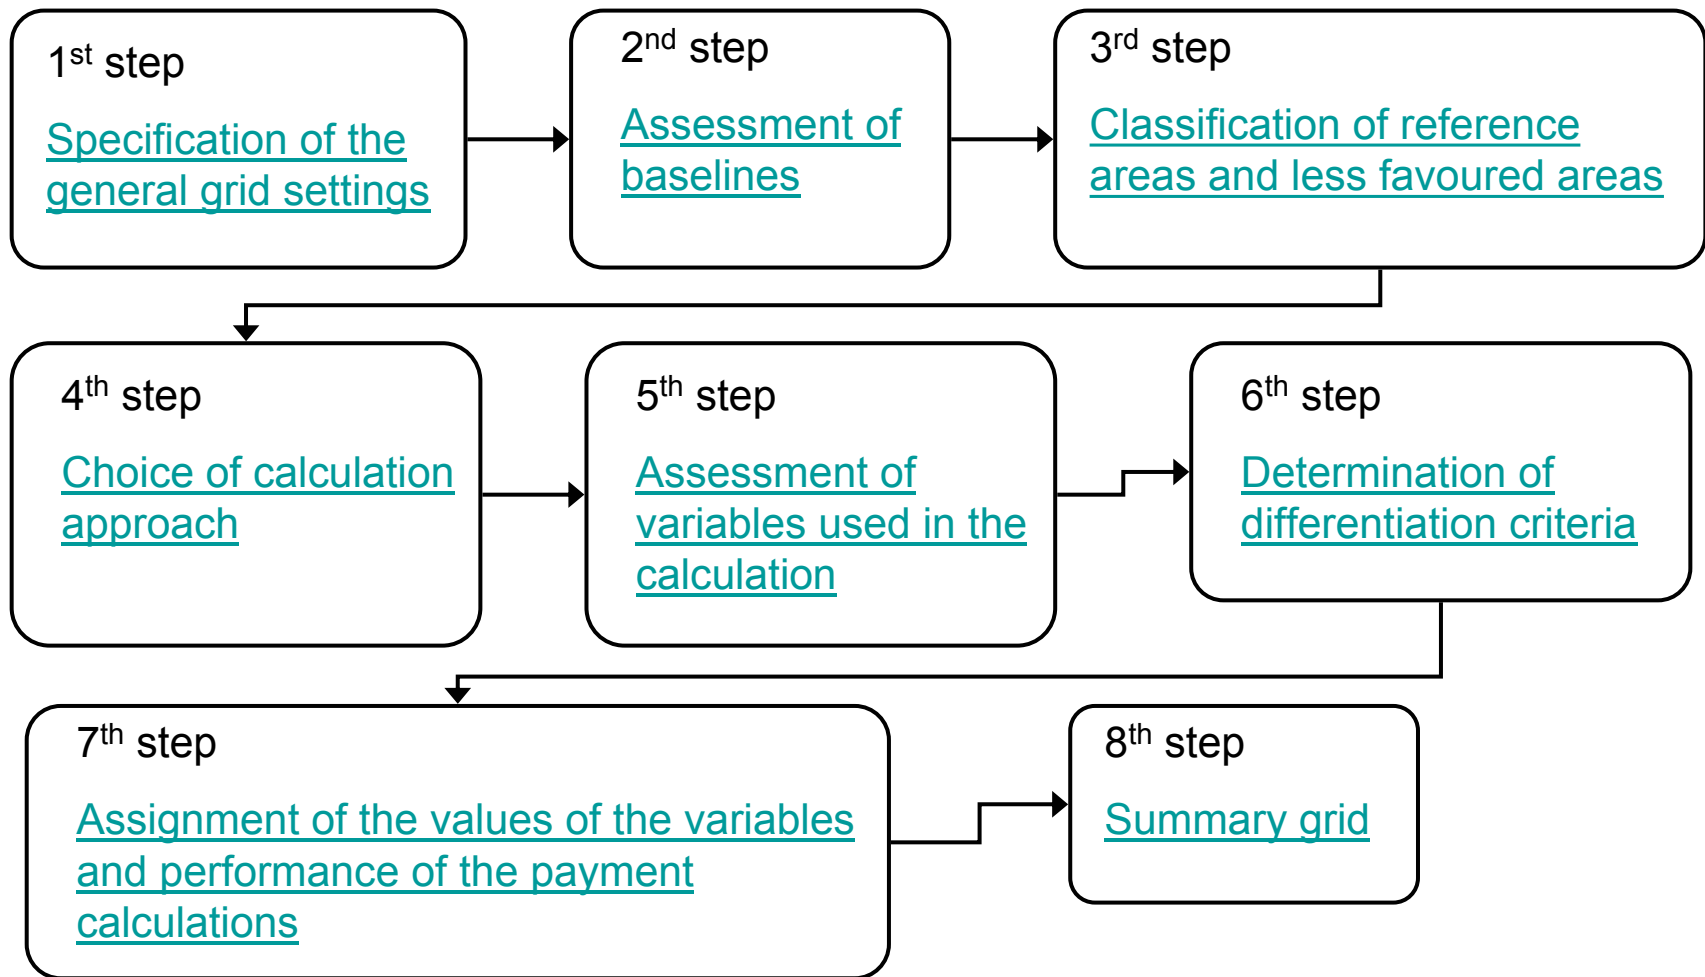 1st step
Specification of the
general grid settings
2nd step
Assessment of
baselines
3rd step
Classification of reference
areas and less favoured areas
4th step
Choice of calculation
approach
5th step
Assessment of
variables used in the
calculation
6th step
Determination of
differentiation criteria
7th step
Assignment of the values of the variables
and performance of the payment
calculations
8th step
Summary grid